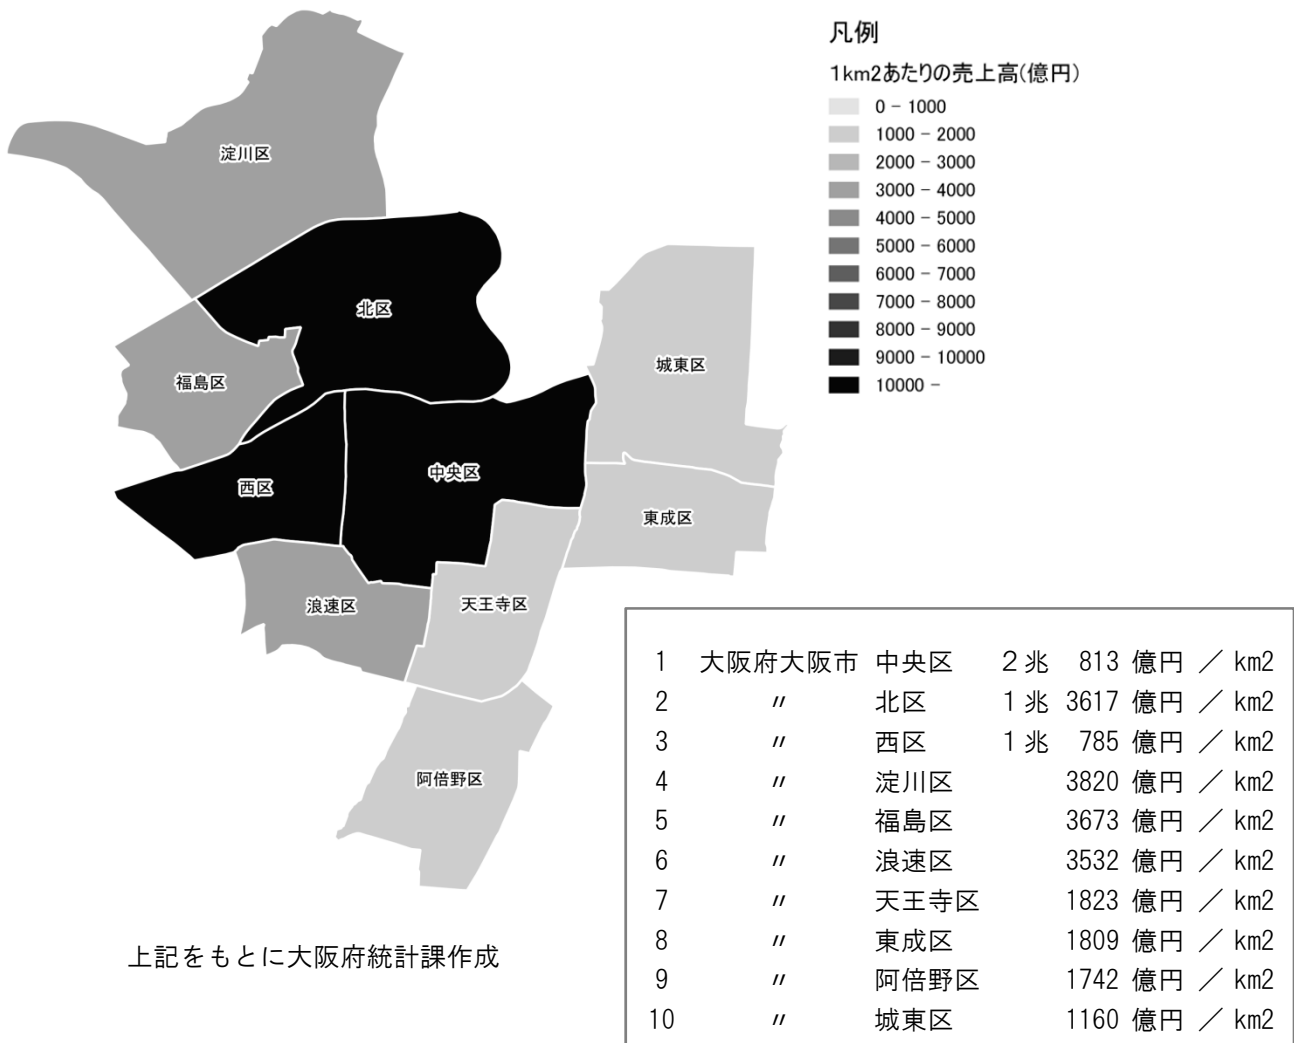 凡例
1km2あたりの売上高(億円)
0 - 1000
1000 - 2000
2000 - 3000
3000 - 4000
4000 - 5000
5000 - 6000
6000 - 7000
7000 - 8000
8000 - 9000
9000 - 10000
10000 -
淀川区
北区
城東区
福島区
中央区
西区
東成区
浪速区
天王寺区
阿倍野区
1 大阪府大阪市 中央区 2兆 813 億円 / km2
2 〃 北区 1兆 3617 億円 / km2
3 〃 西区 1兆 785 億円 / km2
4 〃 淀川区 3820 億円 / km2
5 〃 福島区 3673 億円 / km2
6 〃 浪速区 3532 億円 / km2
7 〃 天王寺区 1823 億円 / km2
8 〃 東成区 1809 億円 / km2
9 〃 阿倍野区 1742 億円 / km2
10 〃 城東区 1160 億円 / km2
上記をもとに大阪府統計課作成